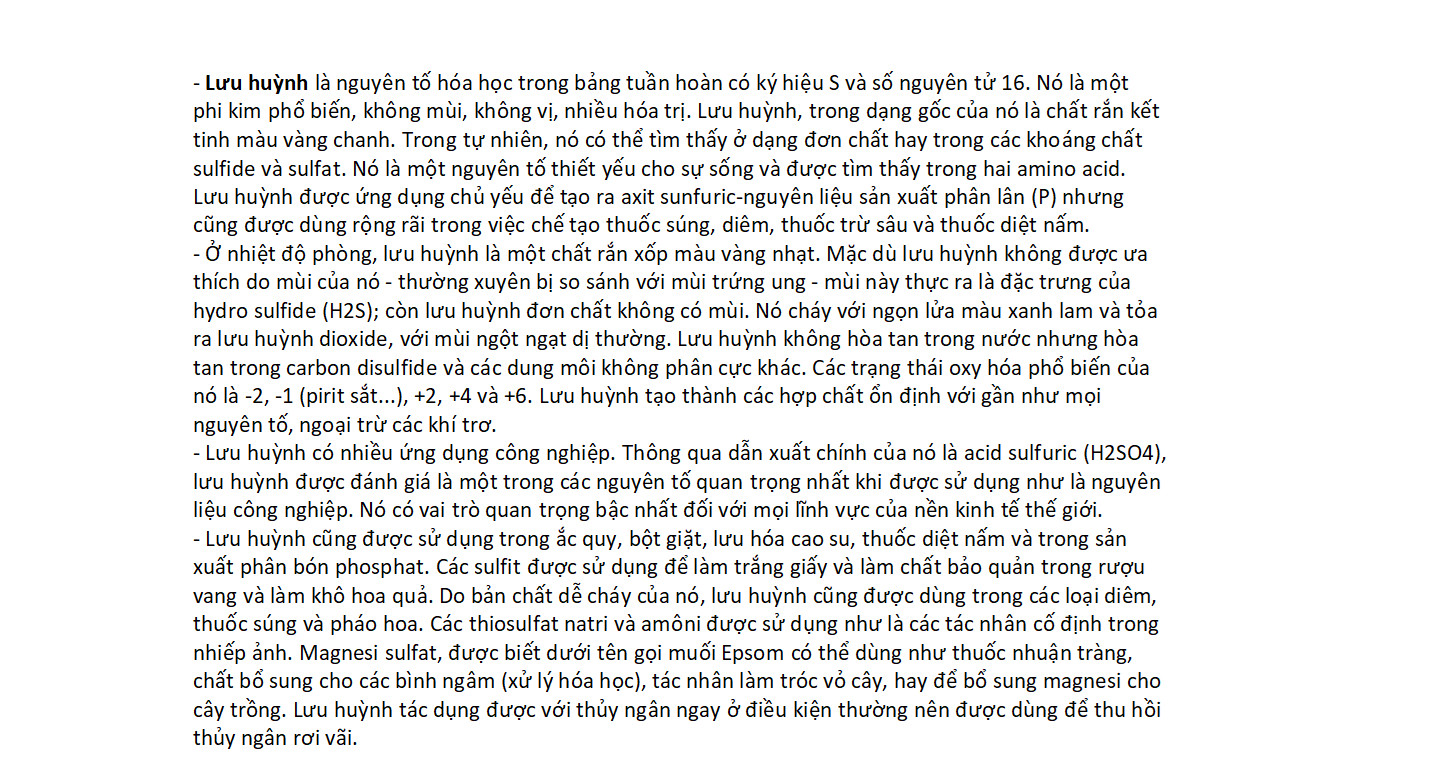 - Lưu huỳnh là nguyên tố hóa học trong bảng tuần hoàn có ký hiệu S và số nguyên tử 16. Nó là một
phi kim phổ biến, không mùi, không vị, nhiều hóa trị. Lưu huỳnh, trong dạng gốc của nó là chất rắn kết
tinh màu vàng chanh. Trong tự nhiên, nó có thể tìm thấy ở dạng đơn chất hay trong các khoáng chất
sulfide và sulfat. Nó là một nguyên tố thiết yếu cho sự sống và được tìm thấy trong hai amino acid.
Lưu huỳnh được ứng dụng chủ yếu để tạo ra axit sunfuric-nguyên liệu sản xuất phân lân (P) nhưng
cũng được dùng rộng rãi trong việc chế tạo thuốc súng, diêm, thuốc trừ sâu và thuốc diệt nấm.
- Ở nhiệt độ phòng, lưu huỳnh là một chất rắn xốp màu vàng nhạt. Mặc dù lưu huỳnh không được ưa
thích do mùi của nó - thường xuyên bị so sánh với mùi trứng ung - mùi này thực ra là đặc trưng của
hydro sulfide (H2S); còn lưu huỳnh đơn chất không có mùi. Nó cháy với ngọn lửa màu xanh lam và tỏa
ra lưu huỳnh dioxide, với mùi ngột ngạt dị thường. Lưu huỳnh không hòa tan trong nước nhưng hòa
tan trong carbon disulfide và các dung môi không phân cực khác. Các trạng thái oxy hóa phổ biến của
nó là -2, -1 (pirit sắt...), +2, +4 và +6. Lưu huỳnh tạo thành các hợp chất ổn định với gần như mọi
nguyên tố, ngoại trừ các khí trơ.
- Lưu huỳnh có nhiều ứng dụng công nghiệp. Thông qua dẫn xuất chính của nó là acid sulfuric (H2SO4),
lưu huỳnh được đánh giá là một trong các nguyên tố quan trọng nhất khi được sử dụng như là nguyên
liệu công nghiệp. Nó có vai trò quan trọng bậc nhất đối với mọi lĩnh vực của nền kinh tế thế giới.
- Lưu huỳnh cũng được sử dụng trong ắc quy, bột giặt, lưu hóa cao su, thuốc diệt nấm và trong sản
xuất phân bón phosphat. Các sulfit được sử dụng để làm trắng giấy và làm chất bảo quản trong rượu
vang và làm khô hoa quả. Do bản chất dễ cháy của nó, lưu huỳnh cũng được dùng trong các loại diêm,
thuốc súng và pháo hoa. Các thiosulfat natri và amôni được sử dụng như là các tác nhân cố định trong
nhiếp ảnh. Magnesi sulfat, được biết dưới tên gọi muối Epsom có thể dùng như thuốc nhuận tràng,
chất bổ sung cho các bình ngâm (xử lý hóa học), tác nhân làm tróc vỏ cây, hay để bổ sung magnesi cho
cây trồng. Lưu huỳnh tác dụng được với thủy ngân ngay ở điều kiện thường nên được dùng để thu hồi
thủy ngân rơi vãi.